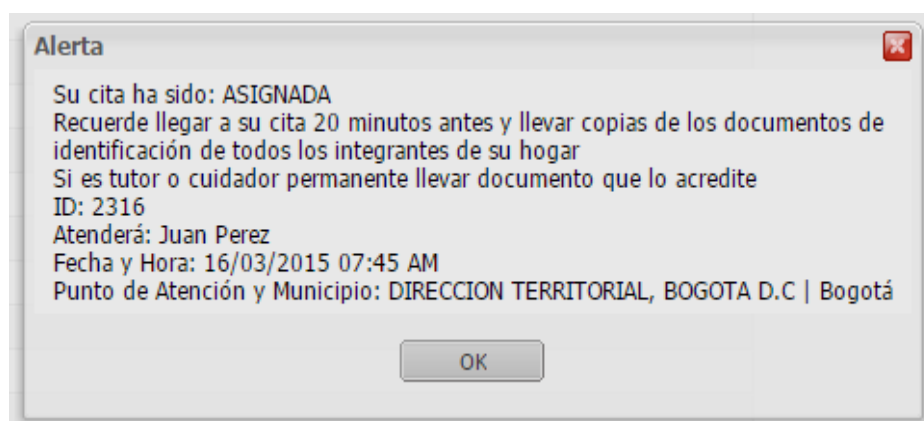 Alerta
Su cita ha sido: ASIGNADA
Recuerde llegar a su cita 20 minutos antes y llevar copias de los documentos de
identificación de todos los integrantes de su hogar
Si es tutor o cuidador permanente llevar documento que lo acredite
ID: 2316
Atenderá: Juan Perez
Fecha y Hora: 16/03/2015 07:45 AM
Punto de Atención y Municipio: DIRECCION TERRITORIAL, BOGOTA D.C | Bogotá
OK